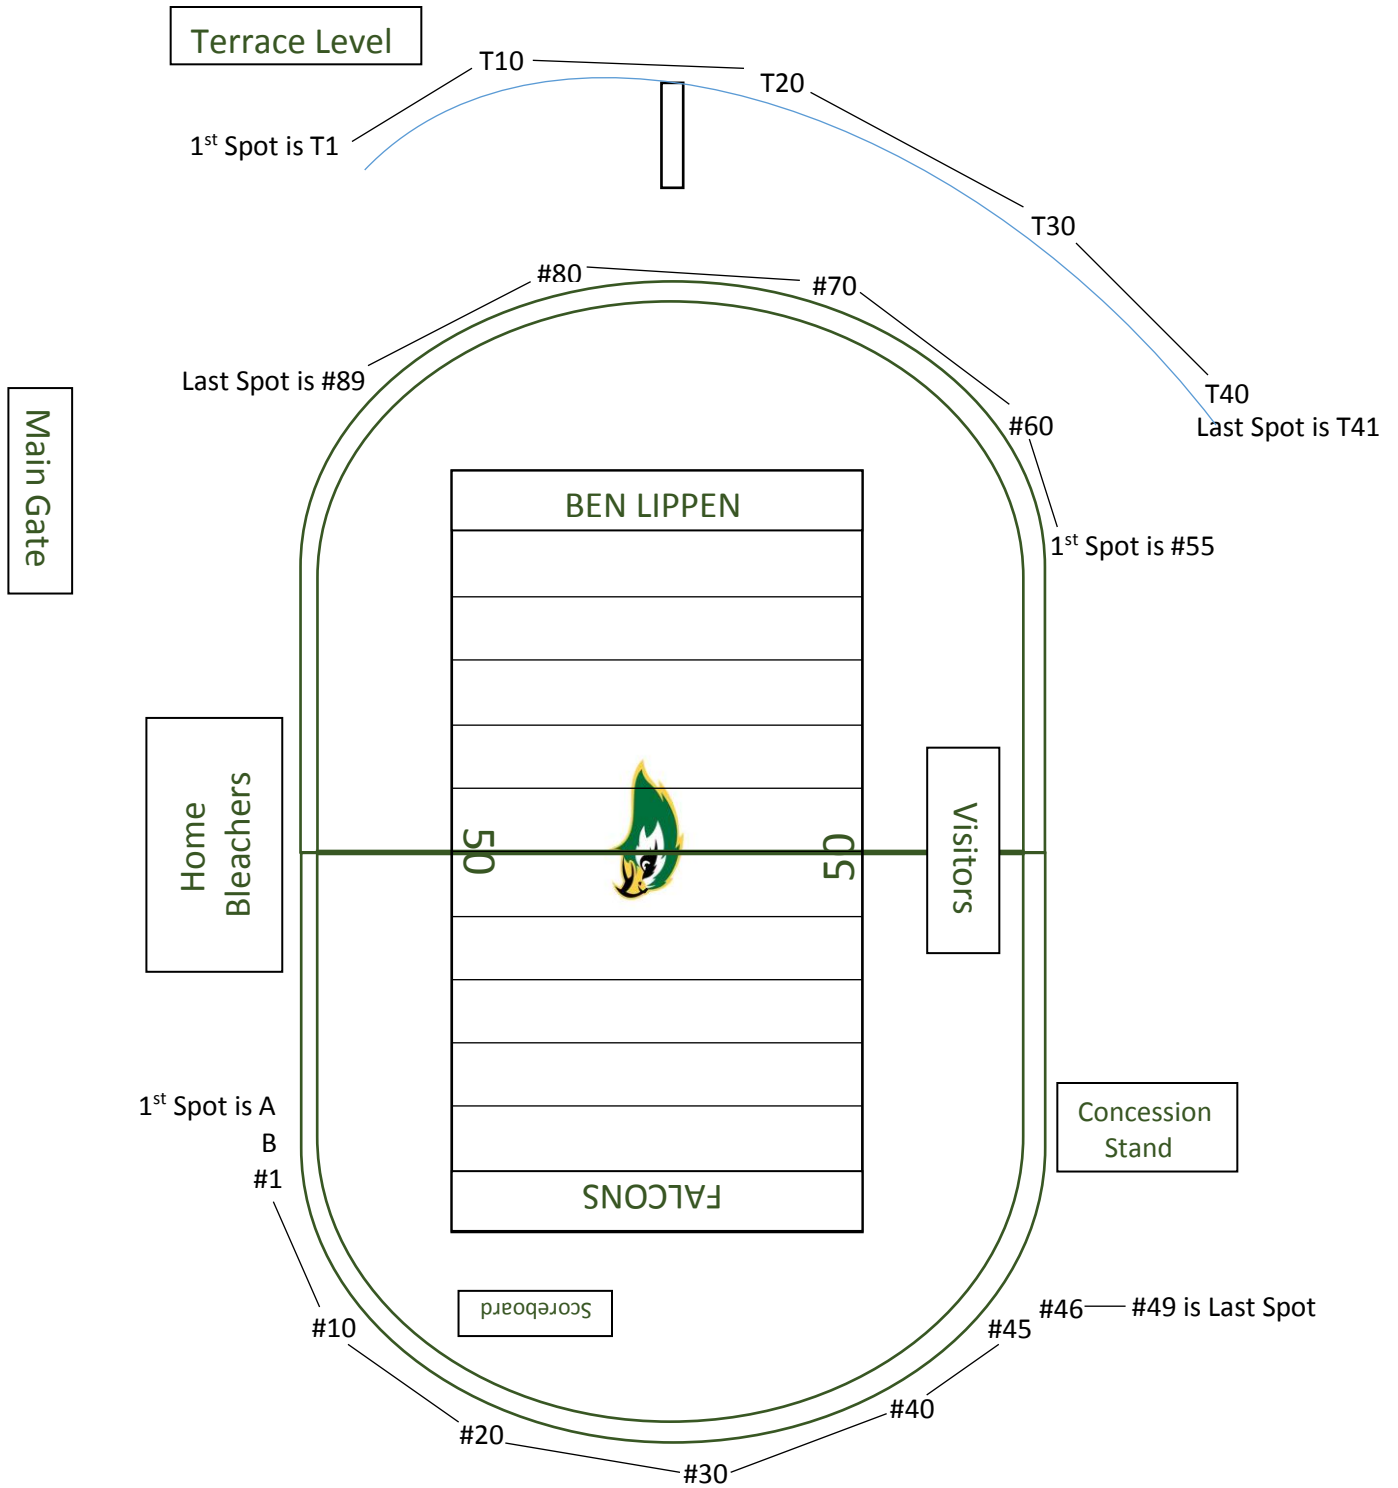 Terrace Level
T10
T20
1st Spot is T1
T30
#80
#70
Last Spot is #89
T40
Last Spot is T41
#60
Main Gate
BEN LIPPEN
1st Spot is #55
Home
Bleachers
50
50
Visitors
1st Spot is A
B
#1
Concession
Stand
FALCONS
Scoreboard
#10
#46
#49 is Last Spot
#45
#40
#20
#30